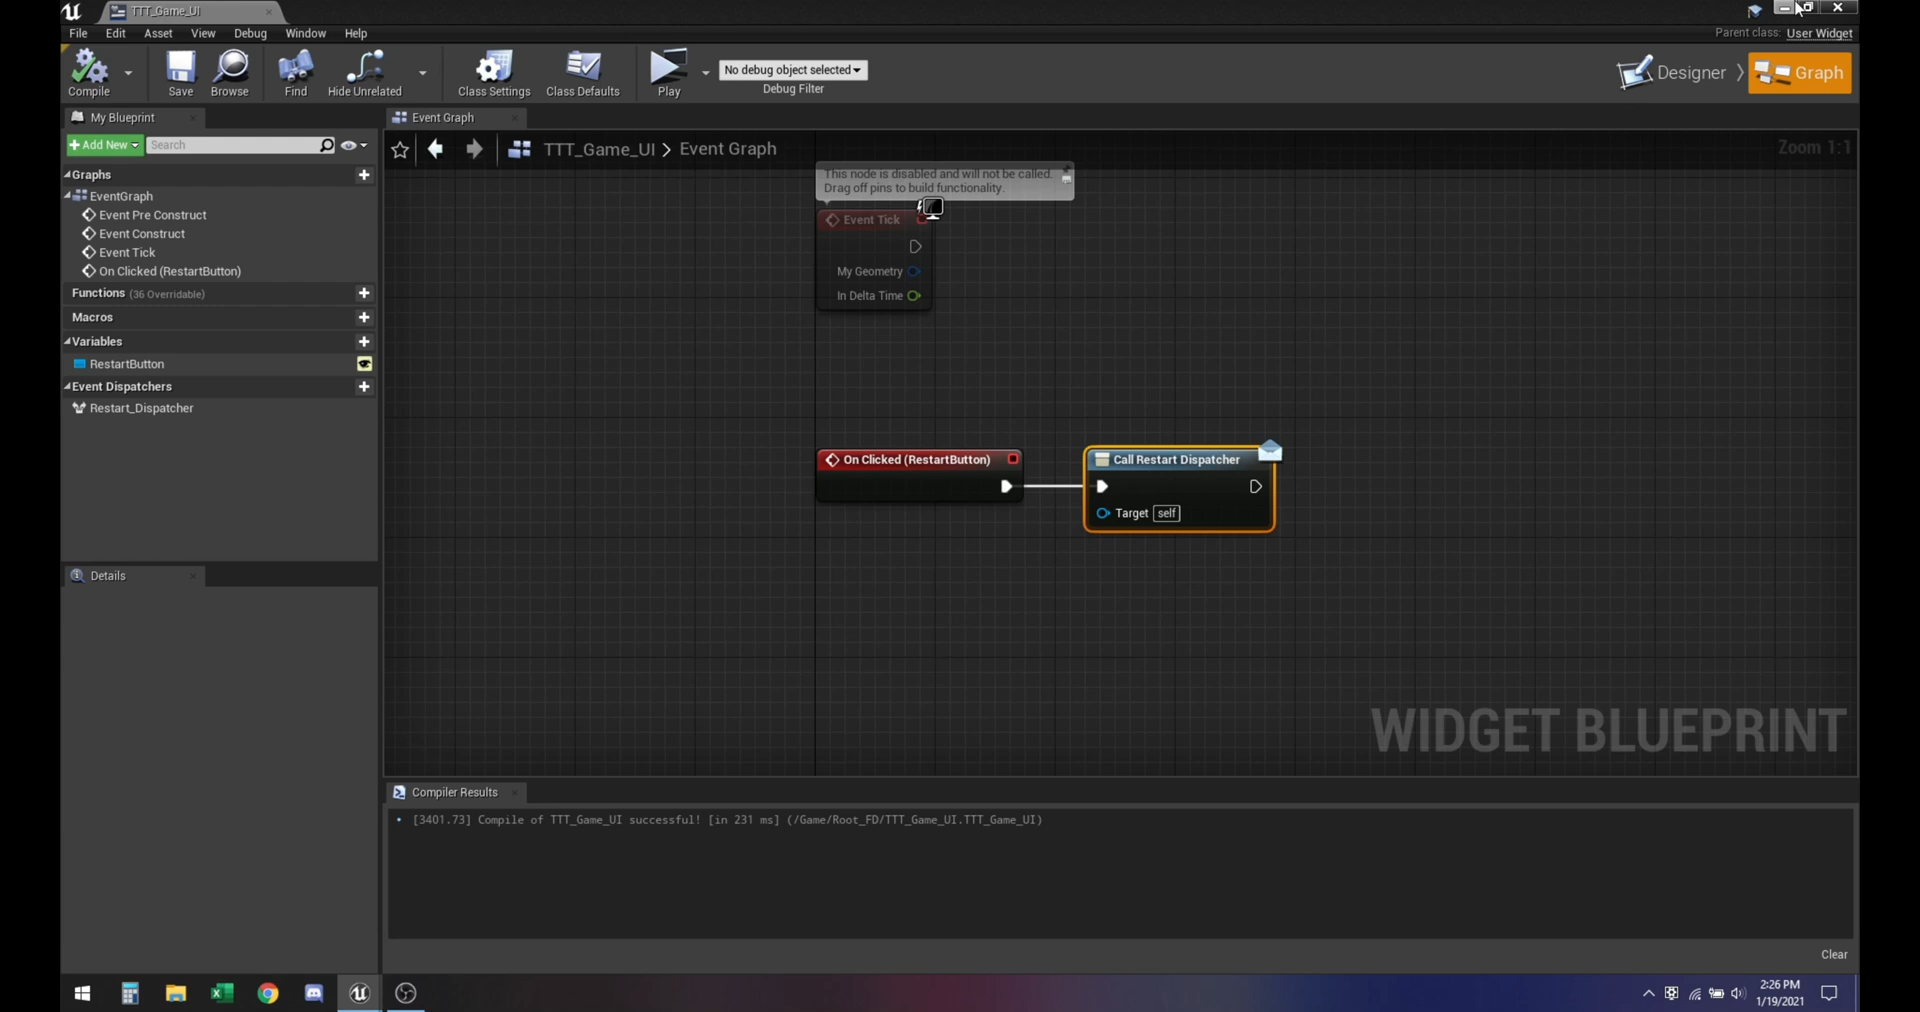 TTT_Game_UI
File Edit Asset View Debug Window Help
Parent class: User Widget
Compile
Save
Browse
Find
Hide Unrelated
Class Settings
Class Defaults
Play
No debug object selected
Debug Filter
Designer
Graph
My Blueprint
Event Graph
+ Add New
Search
TTT_Game_UI > Event Graph
Zoom 1:1
Graphs
EventGraph
Event Pre Construct
Event Construct
Event Tick
On Clicked (RestartButton)
Functions (36 Overridable)
Macros
Variables
RestartButton
Event Dispatchers
Restart_Dispatcher
Details
This node is disabled and will not be called.
Drag off pins to build functionality.
Event Tick
My Geometry
In Delta Time
On Clicked (RestartButton)
Call Restart Dispatcher
Target self
WIDGET BLUEPRINT
Compiler Results
[3401.73] Compile of TTT_Game_UI successful! [in 231 ms] (/Game/Root_FD/TTT_Game_UI.TTT_Game_UI)
Clear
2:26 PM
1/19/2021